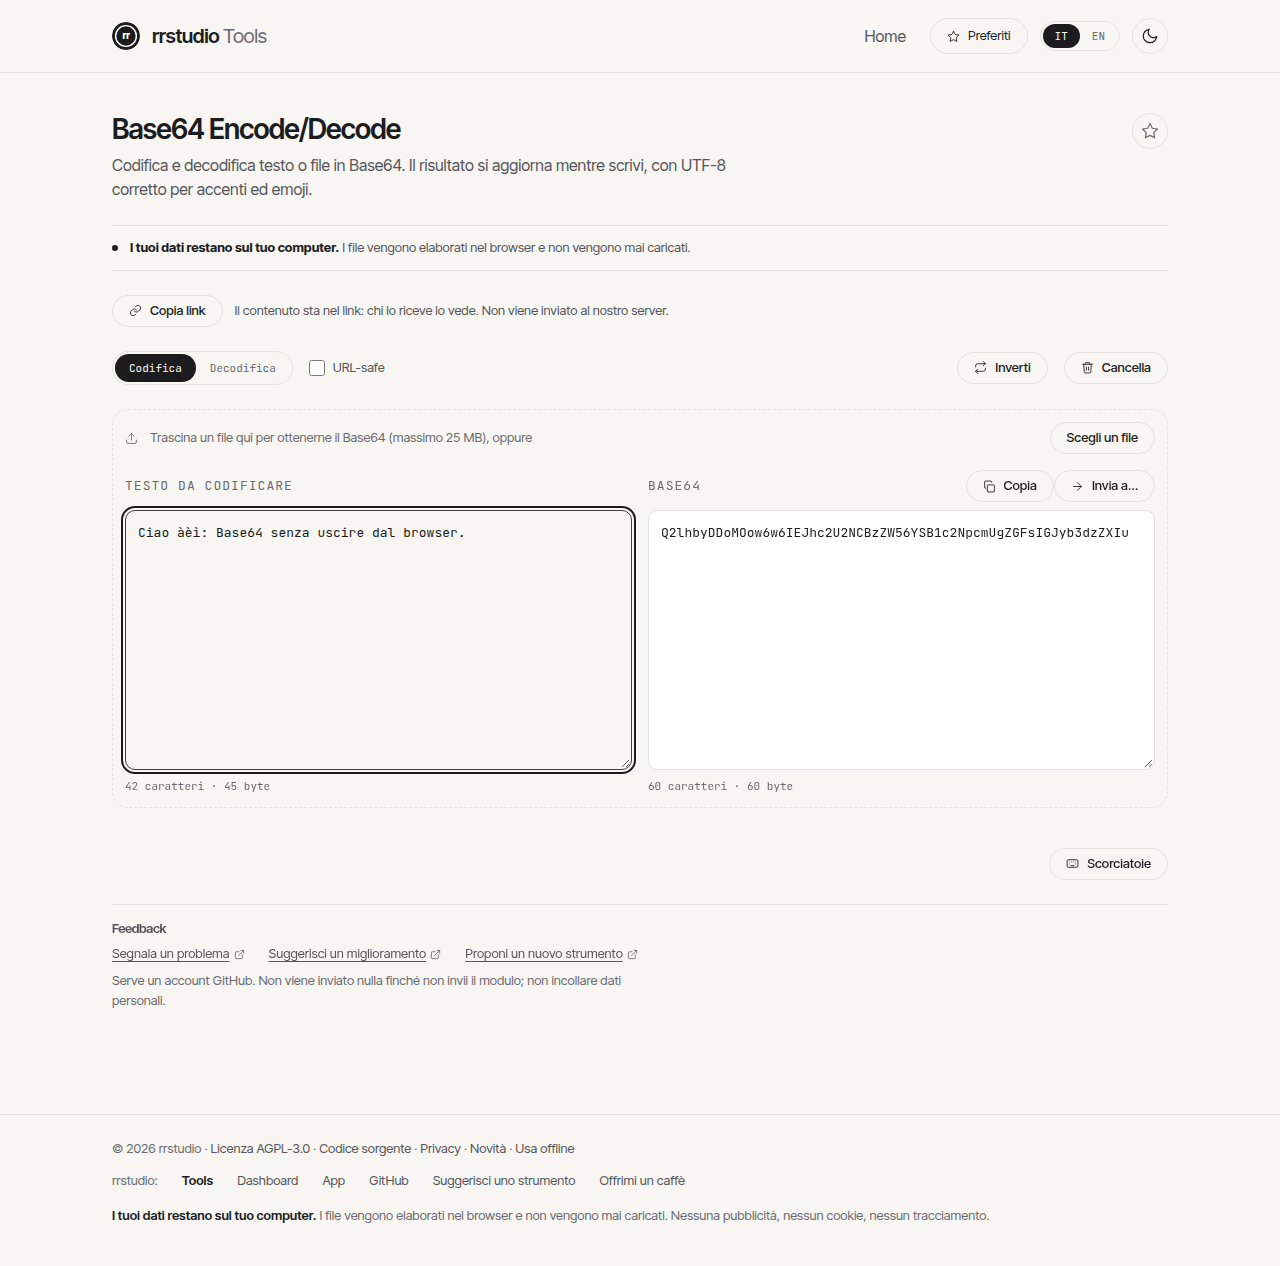 rr
rrstudio Tools
Home
Preferiti
IT
EN
Base64 Encode/Decode
Codifica e decodifica testo o file in Base64. Il risultato si aggiorna mentre scrivi, con UTF-8
corretto per accenti ed emoji.
I tuoi dati restano sul tuo computer. I file vengono elaborati nel browser e non vengono mai caricati.
Copia link
Il contenuto sta nel link: chi lo riceve lo vede. Non viene inviato al nostro server.
Codifica
Decodifica
URL-safe
Inverti
Cancella
Trascina un file qui per ottenerne il Base64 (massimo 25 MB), oppure
Scegli un file
TESTO DA CODIFICARE
BASE64
Copia
Invia a…
Ciao àèì: Base64 senza uscire dal browser.
Q2lhbyDDoMOow6w6IEJhc2U2NCBzZW56YSB1c2NpcmUgZGFsIGJyb3dzZXIu
42 caratteri · 45 byte
60 caratteri · 60 byte
Scorciatoie
Feedback
Segnala un problema
Suggerisci un miglioramento
Proponi un nuovo strumento
Serve un account GitHub. Non viene inviato nulla finché non invii il modulo; non incollare dati
personali.
© 2026 rrstudio · Licenza AGPL-3.0 · Codice sorgente · Privacy · Novità · Usa offline
rrstudio:
Tools
Dashboard
App
GitHub
Suggerisci uno strumento
Offrimi un caffè
I tuoi dati restano sul tuo computer. I file vengono elaborati nel browser e non vengono mai caricati. Nessuna pubblicità, nessun cookie, nessun tracciamento.